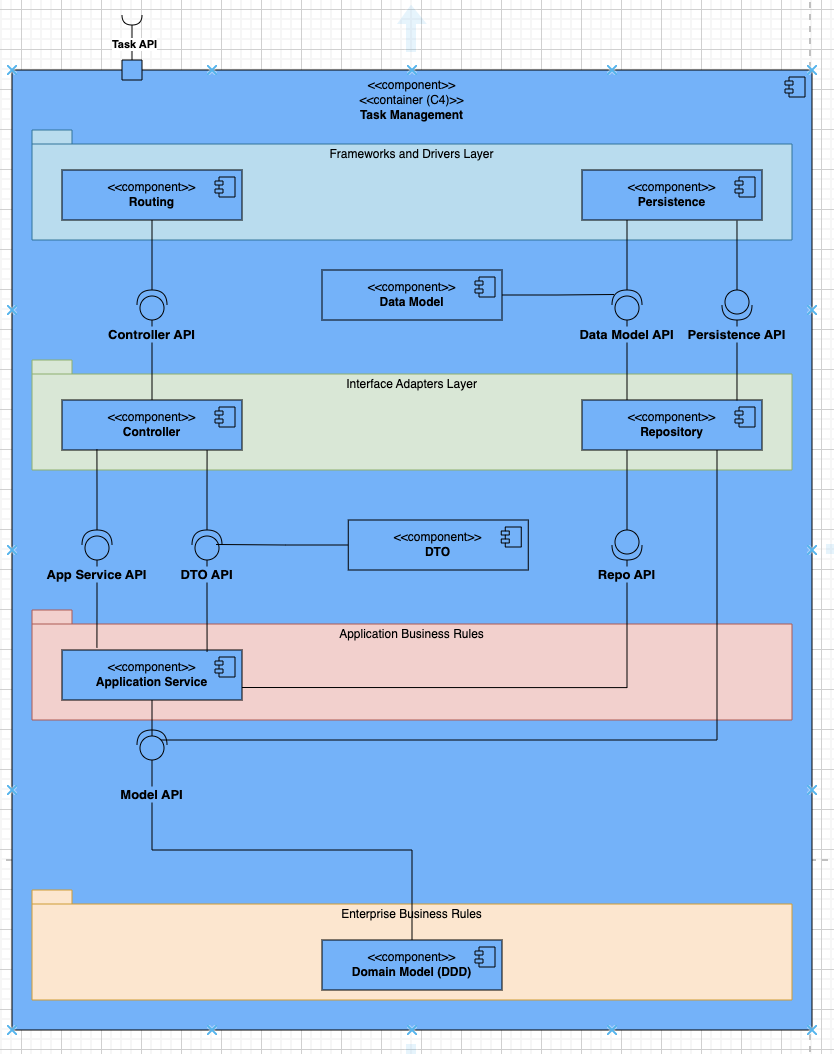 Task API
<<component>>
<<container (C4)>>
Task Management
Frameworks and Drivers Layer
<<component>>
Routing
<<component>>
Persistence
<<component>>
Data Model
Controller API
Data Model API
Persistence API
Interface Adapters Layer
<<component>>
Controller
<<component>>
Repository
<<component>>
DTO
App Service API
DTO API
Repo API
Application Business Rules
<<component>>
Application Service
Model API
Enterprise Business Rules
<<component>>
Domain Model (DDD)